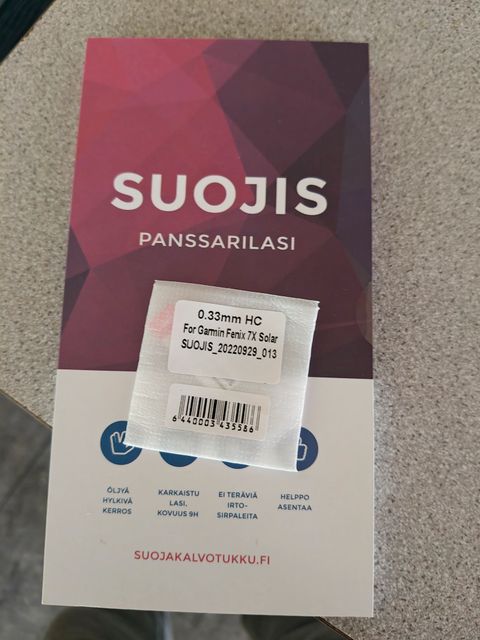 SUOJIS
PANSSARILASI
0.33mm HC
For Garmin Fenix 7X Solar
SUOJIS_20220929_013
6 440003 435586
ÖLJYÄ
HYLKIVÄ
KERROS
KARKAISTU
LASI,
KOVUUS 9H
EI TERÄVIÄ
IRTO-
SIRPALEITA
HELPPO
ASENTAA
SUOJAKALVOTUKKU.FI